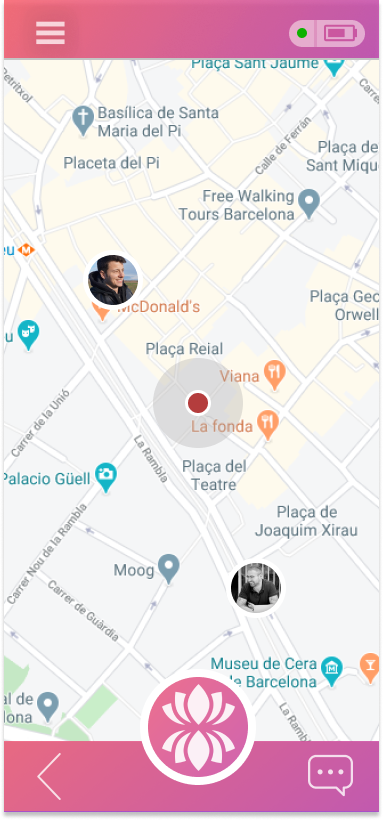 Plaça Sant Jaume
Petritxol
Basílica de Santa
Maria del Pi
Calle de Ferrán
Placeta del Pi
Plaça de
Sant Miqu
Free Walking
Tours Barcelona
eu
McDonald's
Plaça Geo
Orwell
u
Plaça Reial
Viana
Carrer de la Unió
La fonda
La Rambla
Plaça del
Teatre
Palacio Güell
Plaça de
Joaquim Xirau
Carrer Nou de la Rambla
Moog
Carrer de Guàrdia
Museu de Cera
de Barcelona
al de
lona
La Rambla